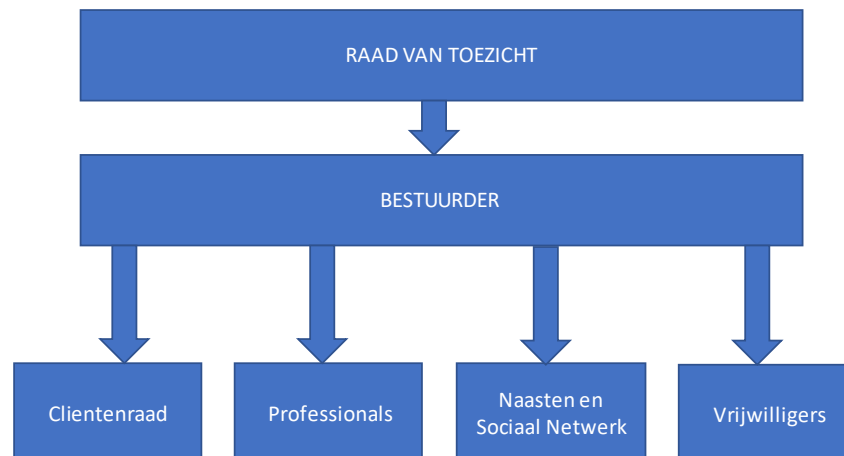 RAAD VAN TOEZICHT
BESTUURDER
Clientenraad
Professionals
Naasten en
Sociaal Netwerk
Vrijwilligers